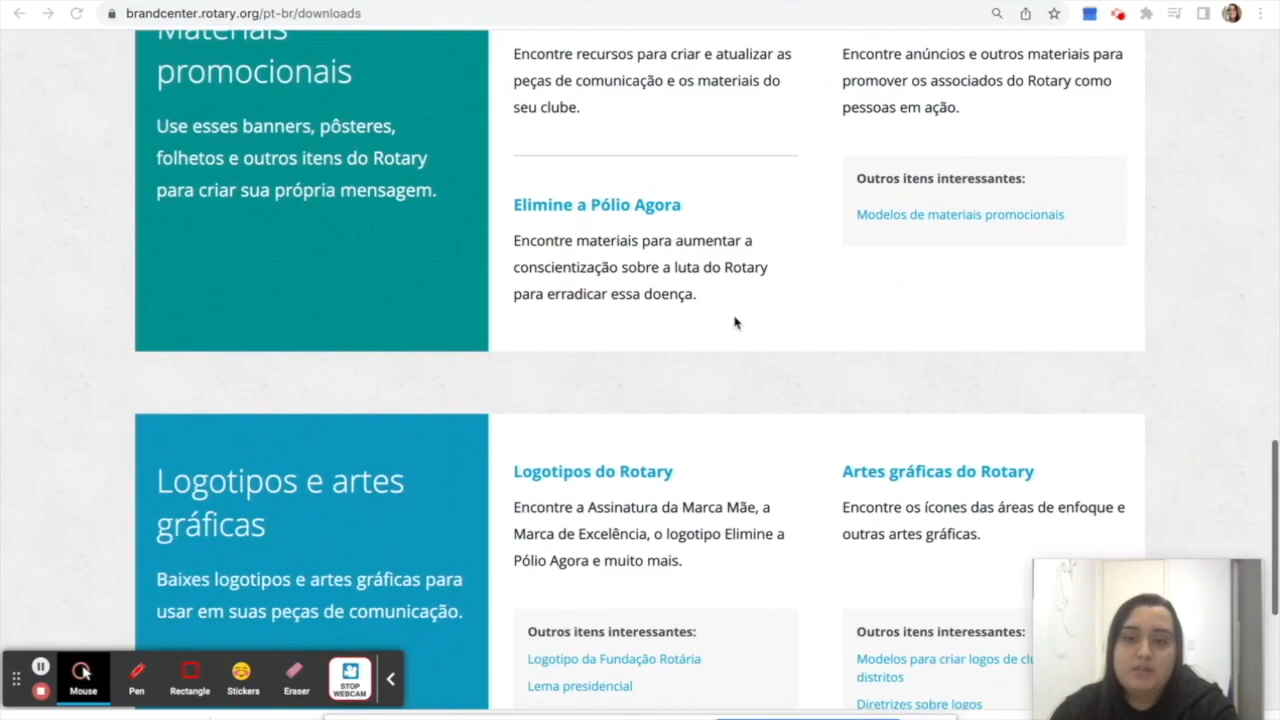 brandcenter.rotary.org/pt-br/downloads
Materiais
promocionais
Use esses banners, pôsteres,
folhetos e outros itens do Rotary
para criar sua própria mensagem.
Encontre recursos para criar e atualizar as
peças de comunicação e os materiais do
seu clube.
Elimine a Pólio Agora
Encontre materiais para aumentar a
conscientização sobre a luta do Rotary
para erradicar essa doença.
Encontre anúncios e outros materiais para
promover os associados do Rotary como
pessoas em ação.
Outros itens interessantes:
Modelos de materiais promocionais
Logotipos e artes
gráficas
Baixes logotipos e artes gráficas para
usar em suas peças de comunicação.
Logotipos do Rotary
Encontre a Assinatura da Marca Mãe, a
Marca de Excelência, o logotipo Elimine a
Pólio Agora e muito mais.
Outros itens interessantes:
Logotipo da Fundação Rotária
Lema presidencial
Artes gráficas do Rotary
Encontre os ícones das áreas de enfoque e
outras artes gráficas.
Outros itens interessantes:
Modelos para criar logos de
distritos
Diretrizes sobre logos
Mouse
Pen
Rectangle
Stickers
Eraser
STOP
WEBCAM